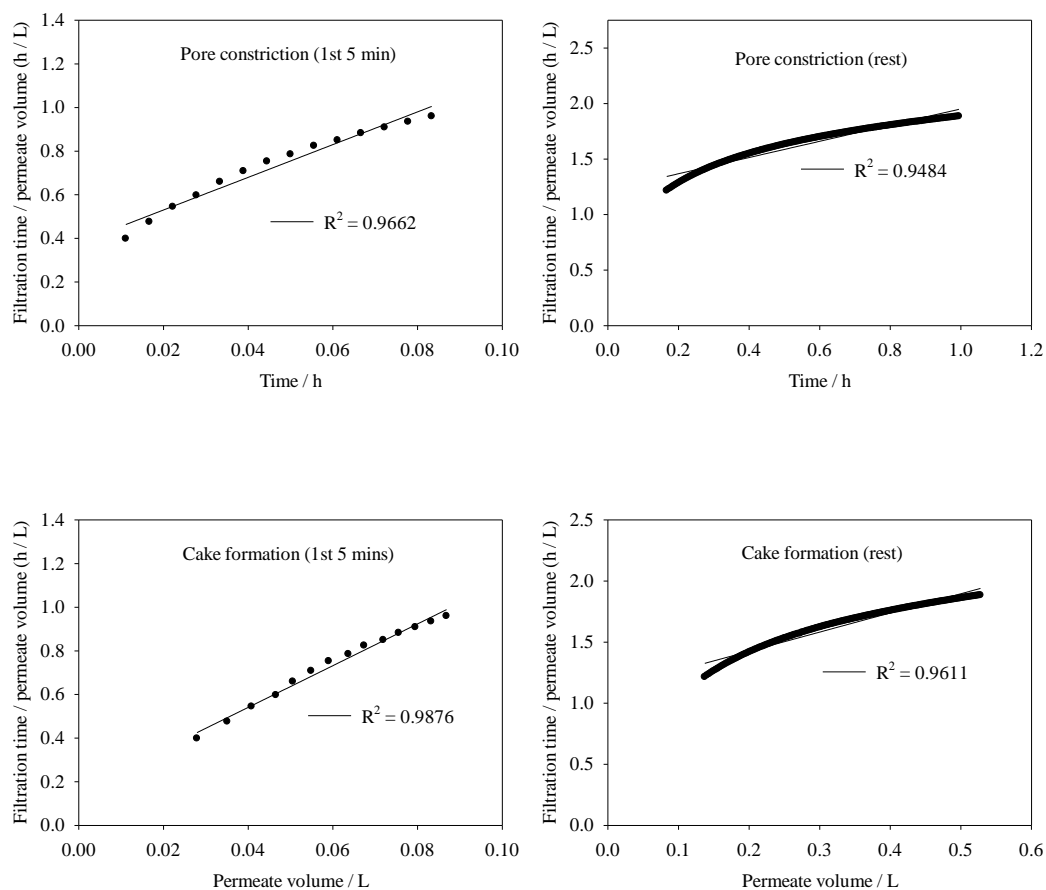 Filtration time / permeate volume (h / L)
1.4
1.2
1.0
0.8
0.6
0.4
0.2
0.0
Pore constriction (1st 5 min)
R² = 0.9662
0.00 0.02 0.04 0.06 0.08 0.10
Time / h
Filtration time / permeate volume (h / L)
2.5
2.0
1.5
1.0
0.5
0.0
Pore constriction (rest)
R² = 0.9484
0.0 0.2 0.4 0.6 0.8 1.0 1.2
Time / h
Filtration time / permeate volume (h / L)
1.4
1.2
1.0
0.8
0.6
0.4
0.2
0.0
Cake formation (1st 5 mins)
R² = 0.9876
0.00 0.02 0.04 0.06 0.08 0.10
Permeate volume / L
Filtration time / permeate volume (h / L)
2.5
2.0
1.5
1.0
0.5
0.0
Cake formation (rest)
R² = 0.9611
0.0 0.1 0.2 0.3 0.4 0.5 0.6
Permeate volume / L